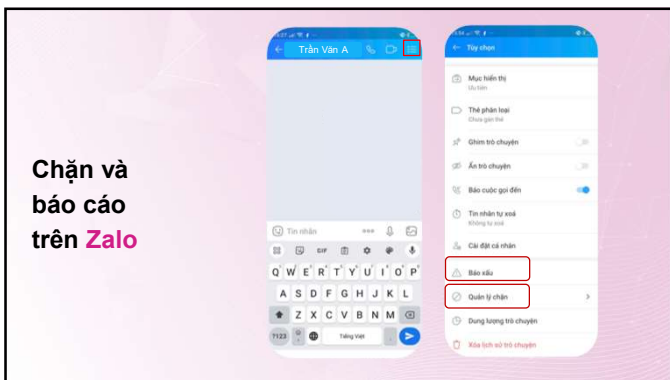 Chặn và
báo cáo
trên Zalo
Trần Văn A
Tin nhắn
GIF
Q W E R T Y U I O P
A S D F G H J K L
Z X C V B N M
?123 Tiếng Việt .
Tùy chọn
Mục hiển thị
Ưu tiên
Thẻ phân loại
Chưa gắn thẻ
Ghim trò chuyện
Ẩn trò chuyện
Báo cuộc gọi đến
Tin nhắn tự xoá
Không tự xoá
Cài đặt cá nhân
Báo xấu
Quản lý chặn
Dung lượng trò chuyện
Xóa lịch sử trò chuyện